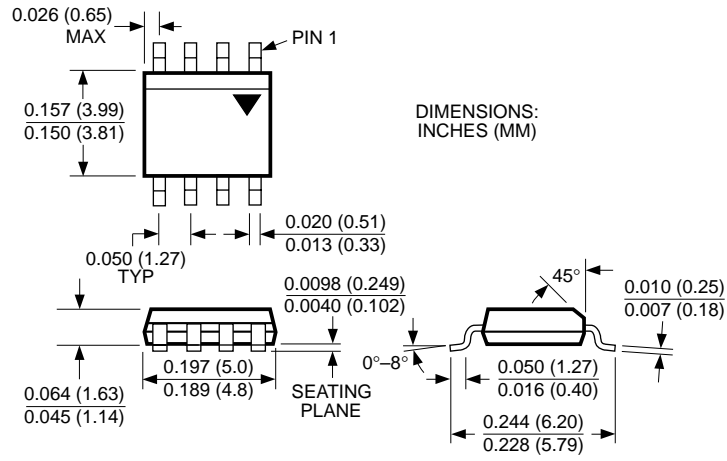 0.026 (0.65)
MAX
PIN 1
0.157 (3.99)
0.150 (3.81)
DIMENSIONS:
INCHES (MM)
0.050 (1.27)
TYP
0.020 (0.51)
0.013 (0.33)
0.0098 (0.249)
0.0040 (0.102)
45°
0.010 (0.25)
0.007 (0.18)
0.064 (1.63)
0.045 (1.14)
0.197 (5.0)
0.189 (4.8)
SEATING
PLANE
0°–8°
0.050 (1.27)
0.016 (0.40)
0.244 (6.20)
0.228 (5.79)